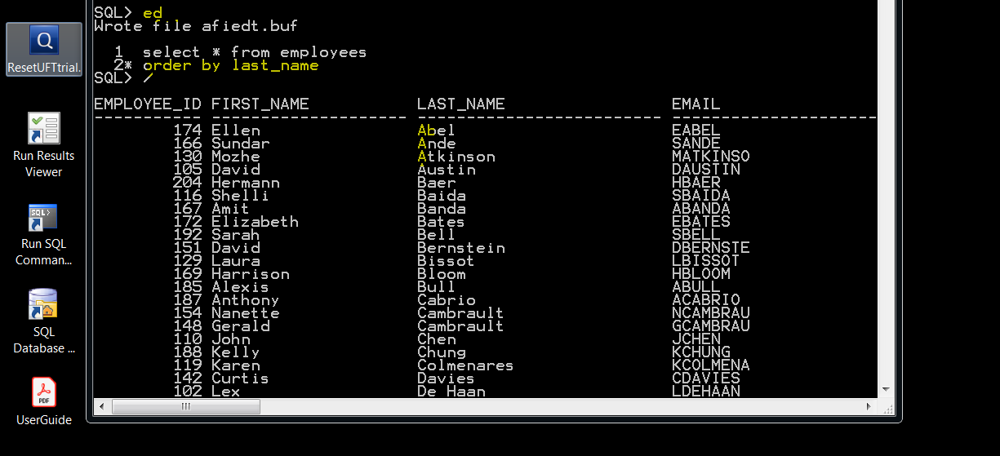 SQL> ed
Wrote file afiedt.buf
1 select * from employees
2* order by last_name
SQL> /
EMPLOYEE_ID FIRST_NAME LAST_NAME EMAIL
----------- -------------------- ------------------------- ---------------------
174 Ellen Abel EABEL
166 Sundar Ande SANDE
130 Mozhe Atkinson MATKINSO
105 David Austin DAUSTIN
204 Hermann Baer HBAER
116 Shelli Baida SBAIDA
167 Amit Banda ABANDA
172 Elizabeth Bates EBATES
192 Sarah Bell SBELL
151 David Bernstein DBERNSTE
129 Laura Bissot LBISSOT
169 Harrison Bloom HBLOOM
185 Alexis Bull ABULL
187 Anthony Cabrio ACABRIO
154 Nanette Cambrault NCAMBRAU
148 Gerald Cambrault GCAMBRAU
110 John Chen JCHEN
188 Kelly Chung KCHUNG
119 Karen Colmenares KCOLMENA
142 Curtis Davies CDAVIES
102 Lex De Haan LDEHAAN
Q
ResetUFTtrial.
Run Results
Viewer
SQL>
Run SQL
Comman...
SQL
Database ...
PDF
UserGuide